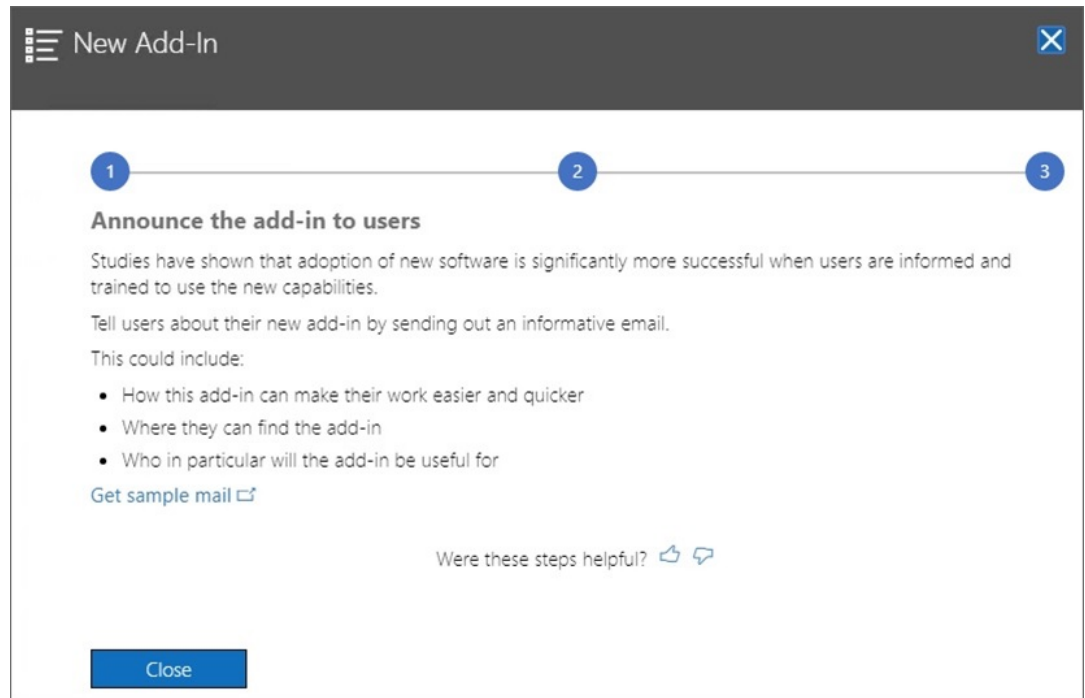 New Add-In
1
2
3
Announce the add-in to users
Studies have shown that adoption of new software is significantly more successful when users are informed and
trained to use the new capabilities.
Tell users about their new add-in by sending out an informative email.
This could include:
• How this add-in can make their work easier and quicker
• Where they can find the add-in
• Who in particular will the add-in be useful for
Get sample mail
Were these steps helpful?
Close